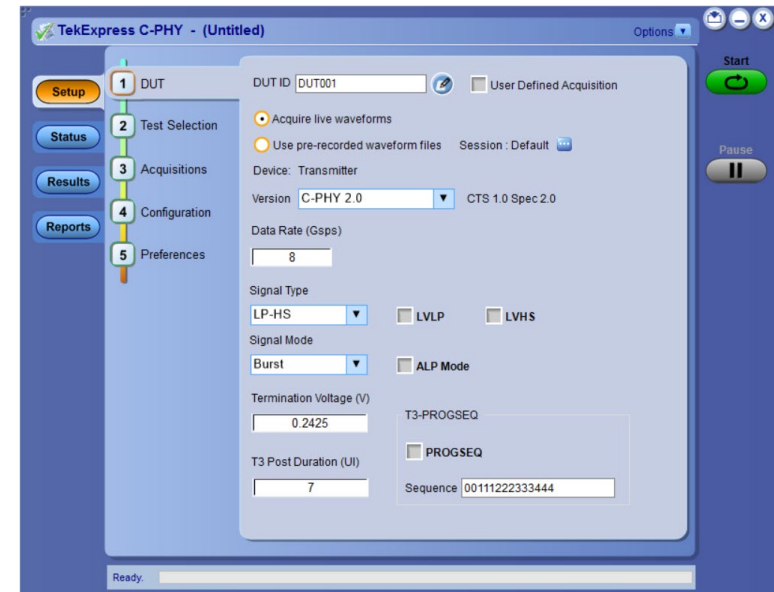 TekExpress C-PHY - (Untitled)
Options
Start
Pause
Setup
Status
Results
Reports
1 DUT
2 Test Selection
3 Acquisitions
4 Configuration
5 Preferences
DUT ID DUT001 User Defined Acquisition
Acquire live waveforms
Use pre-recorded waveform files Session : Default
Device: Transmitter
Version C-PHY 2.0 CTS 1.0 Spec 2.0
Data Rate (Gsps)
8
Signal Type
LP-HS LVLP LVHS
Signal Mode
Burst ALP Mode
Termination Voltage (V)
0.2425
T3 Post Duration (UI)
7
T3-PROGSEQ
PROGSEQ
Sequence 00111222333444
Ready.